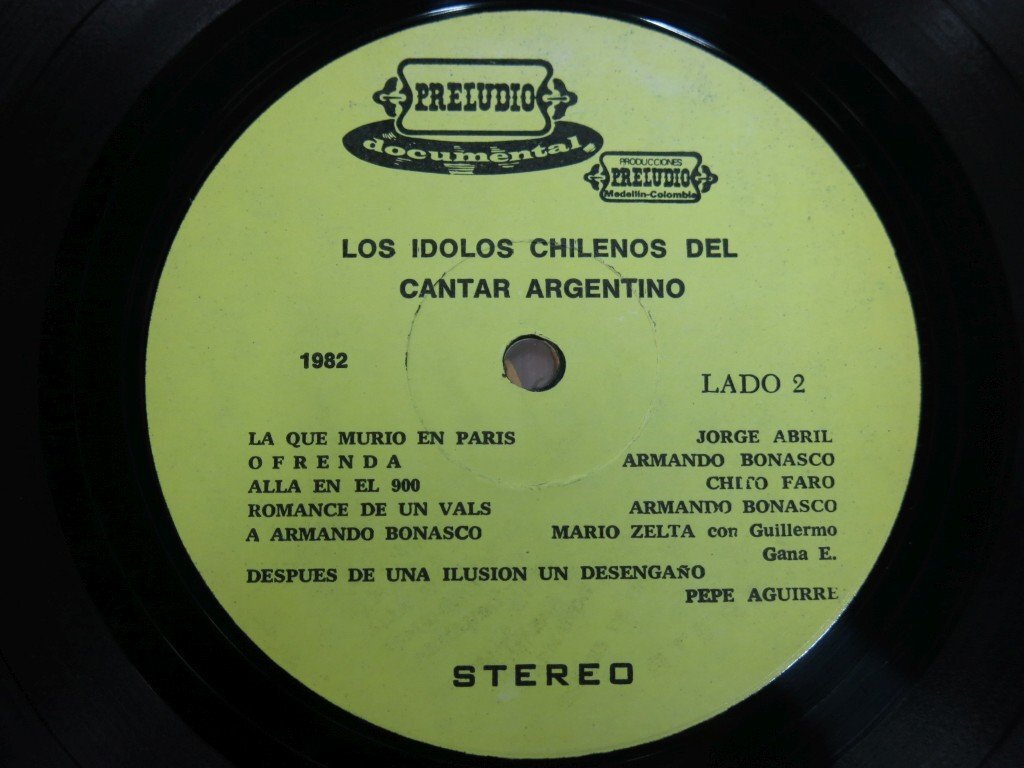 PRELUDIO
documental.
PRODUCCIONES
PRELUDIO
Medellin-Colombia
LOS IDOLOS CHILENOS DEL
CANTAR ARGENTINO
1982
LADO 2
LA QUE MURIO EN PARIS JORGE ABRIL
OFRENDA ARMANDO BONASCO
ALLA EN EL 900 CHITO FARO
ROMANCE DE UN VALS ARMANDO BONASCO
A ARMANDO BONASCO MARIO ZELTA con Guillermo
Gana E.
DESPUES DE UNA ILUSION UN DESENGAÑO
PEPE AGUIRRE
STEREO